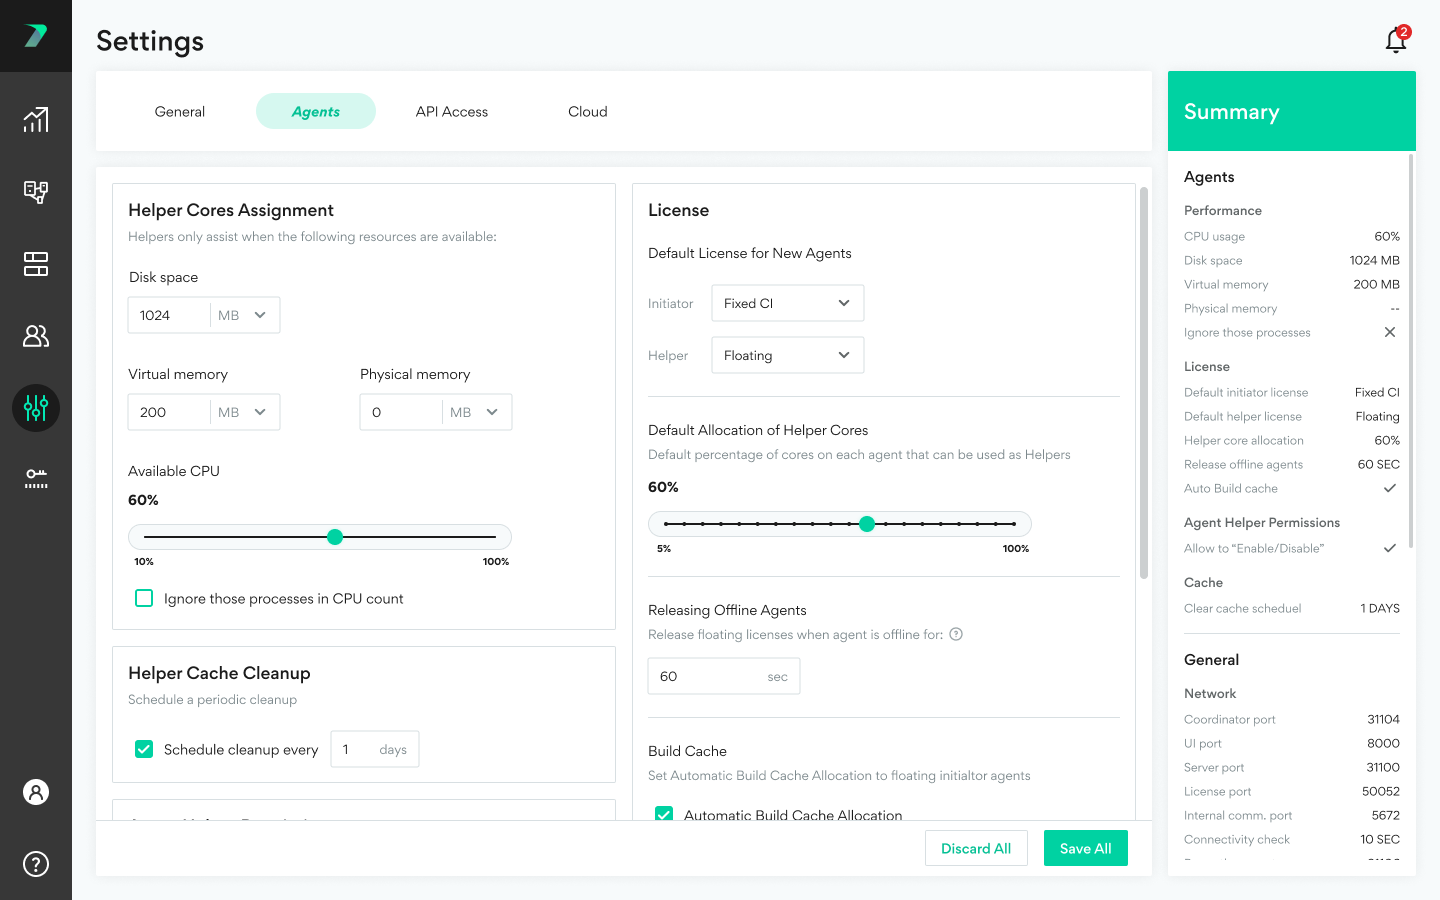 Settings
2
General
Agents
API Access
Cloud
Helper Cores Assignment
Helpers only assist when the following resources are available:
Disk space
1024 MB
Virtual memory
200 MB
Physical memory
0 MB
Available CPU
60%
10% 100%
Ignore those processes in CPU count
Helper Cache Cleanup
Schedule a periodic cleanup
Schedule cleanup every 1 days
License
Default License for New Agents
Initiator Fixed CI
Helper Floating
Default Allocation of Helper Cores
Default percentage of cores on each agent that can be used as Helpers
60%
5% 100%
Releasing Offline Agents
Release floating licenses when agent is offline for: ?
60 sec
Build Cache
Set Automatic Build Cache Allocation to floating initialtor agents
Automatic Build Cache Allocation
Discard All
Save All
Summary
Agents
Performance
CPU usage 60%
Disk space 1024 MB
Virtual memory 200 MB
Physical memory --
Ignore those processes
License
Default initiator license Fixed CI
Default helper license Floating
Helper core allocation 60%
Release offline agents 60 SEC
Auto Build cache
Agent Helper Permissions
Allow to “Enable/Disable”
Cache
Clear cache scheduel 1 DAYS
General
Network
Coordinator port 31104
UI port 8000
Server port 31100
License port 50052
Internal comm. port 5672
Connectivity check 10 SEC